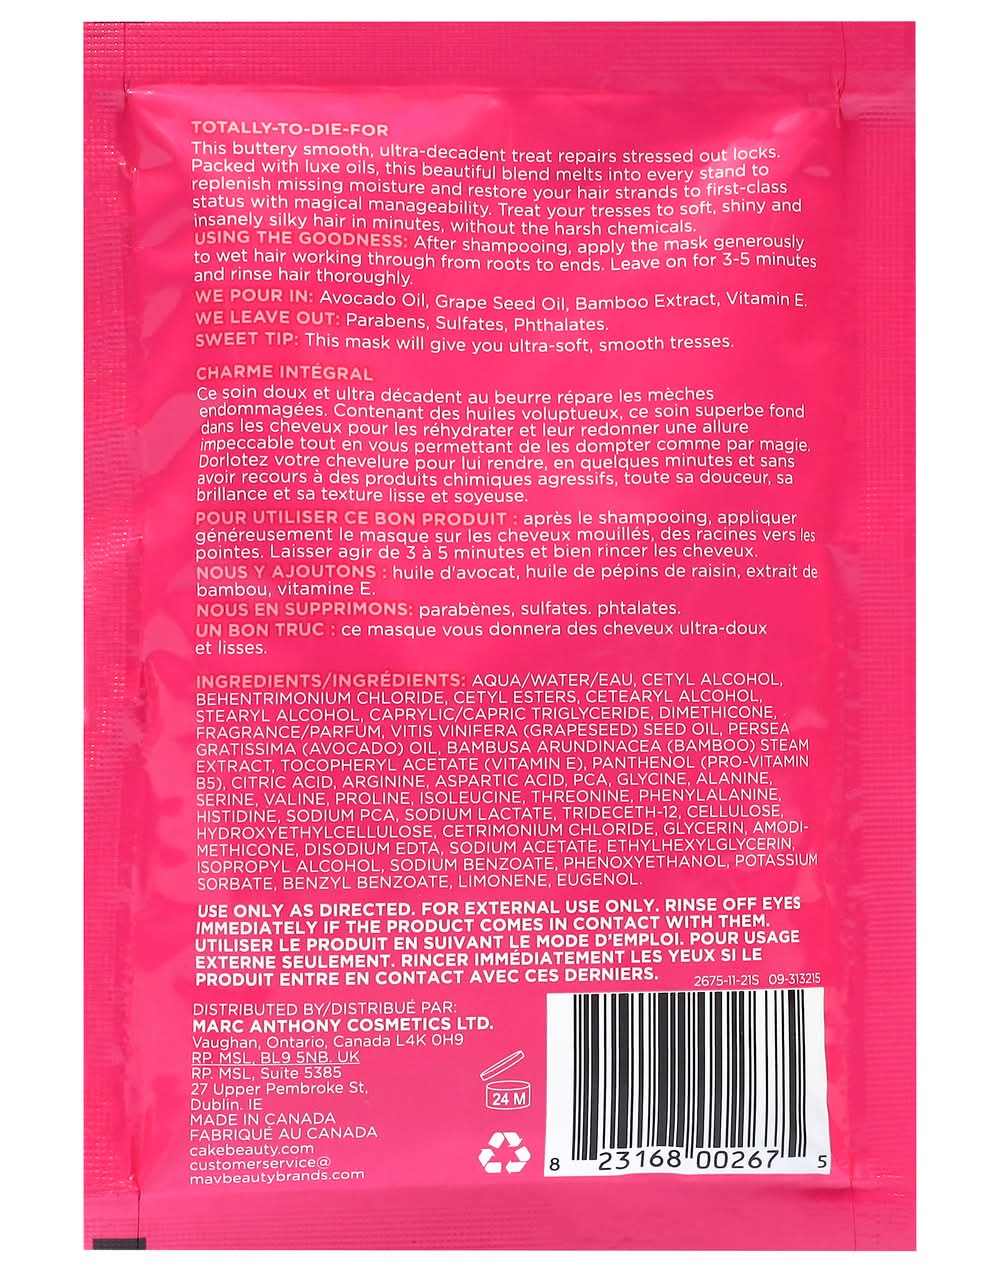 TOTALLY-TO-DIE-FOR
This buttery smooth, ultra-decadent treat repairs stressed out locks.
Packed with luxe oils, this beautiful blend melts into every stand to
replenish missing moisture and restore your hair strands to first-class
status with magical manageability. Treat your tresses to soft, shiny and
insanely silky hair in minutes, without the harsh chemicals.
USING THE GOODNESS: After shampooing, apply the mask generously
to wet hair working through from roots to ends. Leave on for 3-5 minutes
and rinse hair thoroughly.
WE POUR IN: Avocado Oil, Grape Seed Oil, Bamboo Extract, Vitamin E.
WE LEAVE OUT: Parabens, Sulfates, Phthalates.
SWEET TIP: This mask will give you ultra-soft, smooth tresses.
CHARME INTÉGRAL
Ce soin doux et ultra décadent au beurre répare les mèches
endommagées. Contenant des huiles voluptueux, ce soin superbe fond
dans les cheveux pour les réhydrater et leur redonner une allure
impeccable tout en vous permettant de les dompter comme par magie.
Dorlotez votre chevelure pour lui rendre, en quelques minutes et sans
avoir recours à des produits chimiques agressifs, toute sa douceur, sa
brillance et sa texture lisse et soyeuse.
POUR UTILISER CE BON PRODUIT : après le shampooing, appliquer
généreusement le masque sur les cheveux mouillés, des racines vers les
pointes. Laisser agir de 3 à 5 minutes et bien rincer les cheveux.
NOUS Y AJOUTONS : huile d'avocat, huile de pépins de raisin, extrait de
bambou, vitamine E.
NOUS EN SUPPRIMONS: parabènes, sulfates. phtalates.
UN BON TRUC : ce masque vous donnera des cheveux ultra-doux
et lisses.
INGREDIENTS/INGRÉDIENTS: AQUA/WATER/EAU, CETYL ALCOHOL,
BEHENTRIMONIUM CHLORIDE, CETYL ESTERS, CETEARYL ALCOHOL,
STEARYL ALCOHOL, CAPRYLIC/CAPRIC TRIGLYCERIDE, DIMETHICONE,
FRAGRANCE/PARFUM, VITIS VINIFERA (GRAPESEED) SEED OIL, PERSEA
GRATISSIMA (AVOCADO) OIL, BAMBUSA ARUNDINACEA (BAMBOO) STEAM
EXTRACT, TOCOPHERYL ACETATE (VITAMIN E), PANTHENOL (PRO-VITAMIN
B5), CITRIC ACID, ARGININE, ASPARTIC ACID, PCA, GLYCINE, ALANINE,
SERINE, VALINE, PROLINE, ISOLEUCINE, THREONINE, PHENYLALANINE,
HISTIDINE, SODIUM PCA, SODIUM LACTATE, TRIDECETH-12, CELLULOSE,
HYDROXYETHYLCELLULOSE, CETRIMONIUM CHLORIDE, GLYCERIN, AMODI-
METHICONE, DISODIUM EDTA, SODIUM ACETATE, ETHYLHEXYLGLYCERIN,
ISOPROPYL ALCOHOL, SODIUM BENZOATE, PHENOXYETHANOL, POTASSIUM
SORBATE, BENZYL BENZOATE, LIMONENE, EUGENOL.
USE ONLY AS DIRECTED. FOR EXTERNAL USE ONLY. RINSE OFF EYES
IMMEDIATELY IF THE PRODUCT COMES IN CONTACT WITH THEM.
UTILISER LE PRODUIT EN SUIVANT LE MODE D'EMPLOI. POUR USAGE
EXTERNE SEULEMENT. RINCER IMMÉDIATEMENT LES YEUX SI LE
PRODUIT ENTRE EN CONTACT AVEC CES DERNIERS.
2675-11-21S 09-313215
DISTRIBUTED BY/DISTRIBUÉ PAR:
MARC ANTHONY COSMETICS LTD.
Vaughan, Ontario, Canada L4K 0H9
RP. MSL, BL9 5NB. UK
RP. MSL, Suite 5385
27 Upper Pembroke St,
Dublin. IE
MADE IN CANADA
FABRIQUÉ AU CANADA
cakebeauty.com
customerservice@
mavbeautybrands.com
24 M
8 23168 00267 5